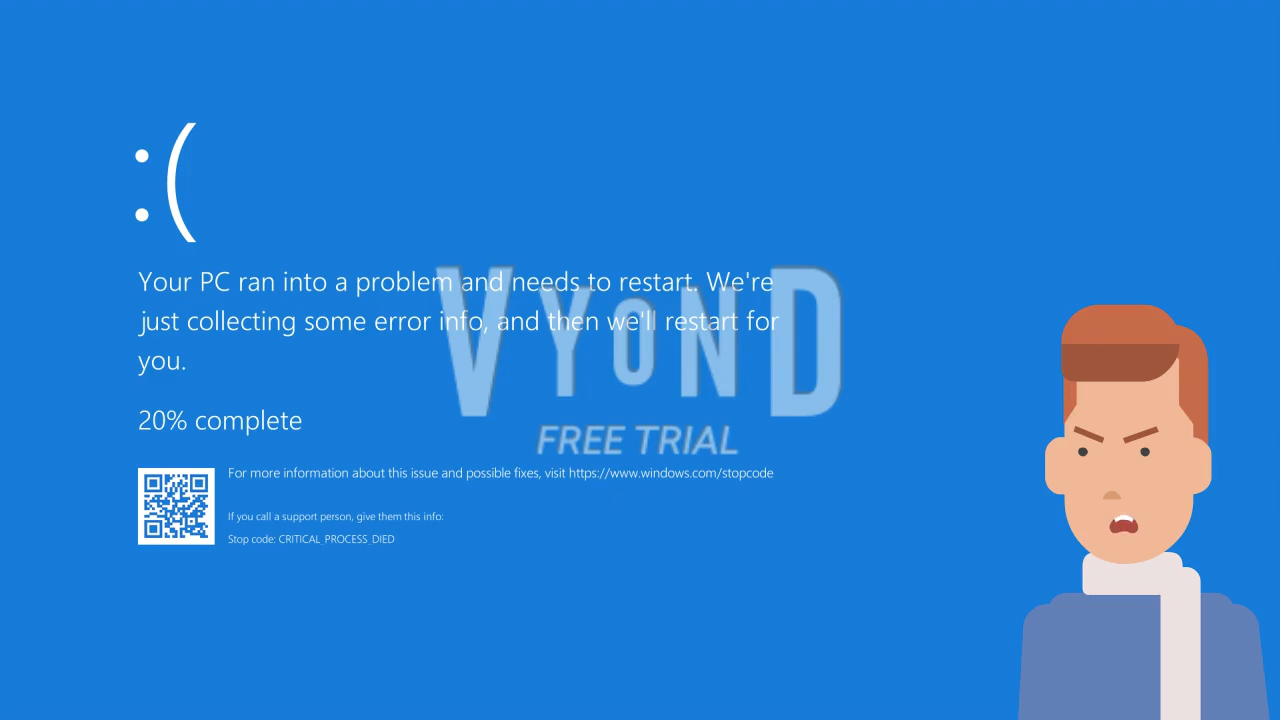 :(
Your PC ran into a problem and needs to restart. We're
just collecting some error info, and then we'll restart for
you.
20% complete
For more information about this issue and possible fixes, visit https://www.windows.com/stopcode
If you call a support person, give them this info:
Stop code: CRITICAL_PROCESS_DIED
VYOND
FREE TRIAL